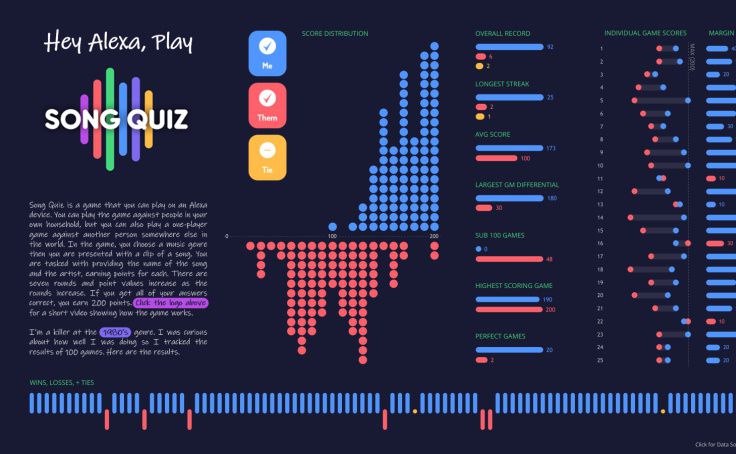 Hey Alexa, Play
SONG QUIZ
Song Quiz is a game that you can play on an Alexa
device. You can play the game against people in your
own household, but you can also play a one-player
game against another person somewhere else in
the world. In the game, you choose a music genre
then you are presented with a clip of a song. You
are tasked with providing the name of the song
and the artist, earning points for each. There are
seven rounds and point values increase as the
rounds increase. If you get all of your answers
correct, you earn 200 points. Click the logo above
for a short video showing how the game works.
I'm a killer at the 1980's genre. I was curious
about how well I was doing so I tracked the
results of 100 games. Here are the results.
Me
Them
Tie
SCORE DISTRIBUTION
0
100
200
OVERALL RECORD
92
6
2
LONGEST STREAK
25
2
1
AVG SCORE
173
100
LARGEST GM DIFFERENTIAL
180
30
SUB 100 GAMES
0
48
HIGHEST SCORING GAME
190
200
PERFECT GAMES
20
2
INDIVIDUAL GAME SCORES
MAX (200)
1
2
3
4
5
6
7
8
9
10
11
12
13
14
15
16
17
18
19
20
21
22
23
24
25
MARGIN
20
30
10
10
30
10
20
20
WINS, LOSSES, + TIES
Click for Data So